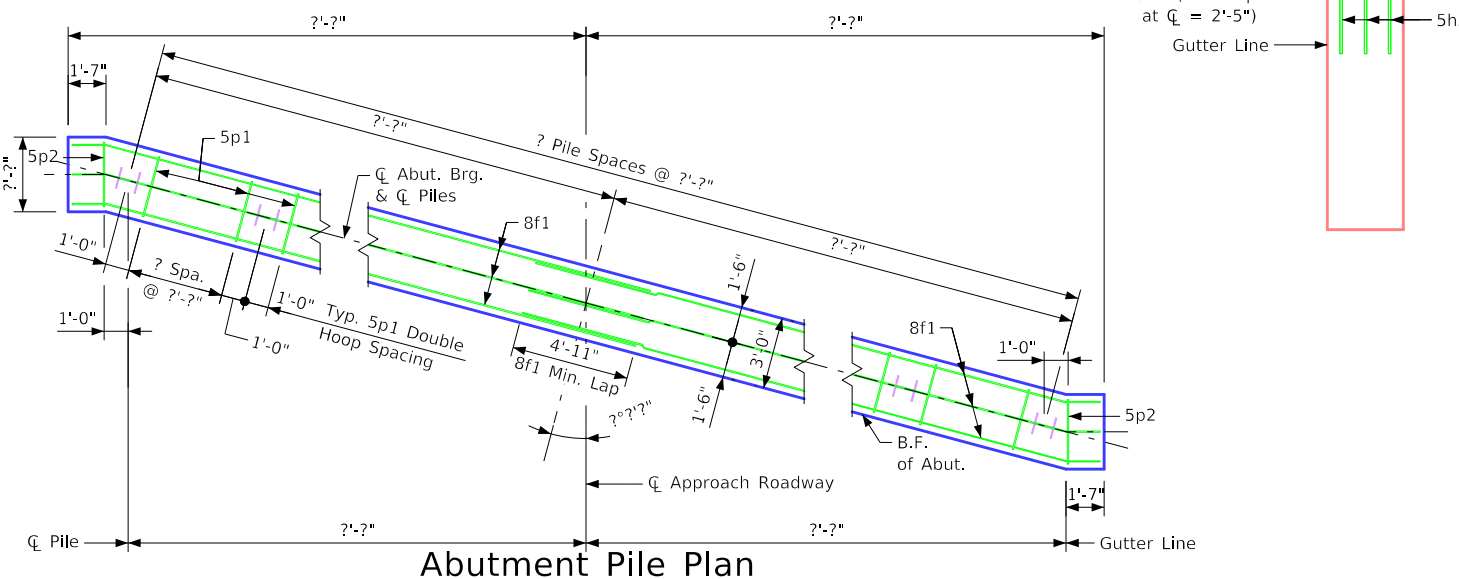 ?'-?"
?'-?"
at ℄ = 2'-5")
5h
Gutter Line
1'-7"
5p1
?'-?"
? Pile Spaces @ ?'-?"
5p2
?'-?"
℄ Abut. Brg.
& ℄ Piles
8f1
?'-?"
1'-6"
1'-0"
? Spa.
@ ?'-?"
1'-0"
Typ. 5p1 Double
Hoop Spacing
1'-0"
1'-0"
4'-11"
8f1 Min. Lap
3'-0"
1'-6"
?°?'?"
8f1
1'-0"
5p2
B.F.
of Abut.
℄ Approach Roadway
1'-7"
?'-?"
?'-?"
℄ Pile
Gutter Line
Abutment Pile Plan